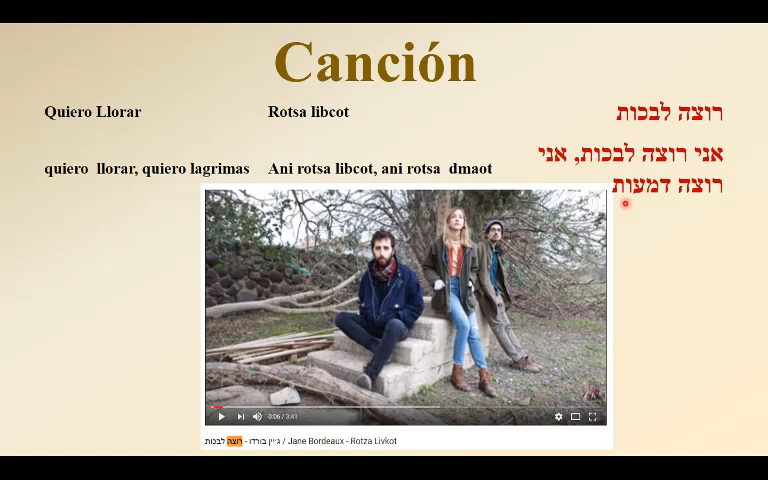 Canción
Quiero Llorar
Rotsa libcot
רוצה לבכות
quiero llorar, quiero lagrimas
Ani rotsa libcot, ani rotsa dmaot
אני רוצה לבכות, אני
רוצה דמעות
0:06 / 3:41
ג׳יין בורדו - רוצה לבכות / Jane Bordeaux - Rotza Livkot